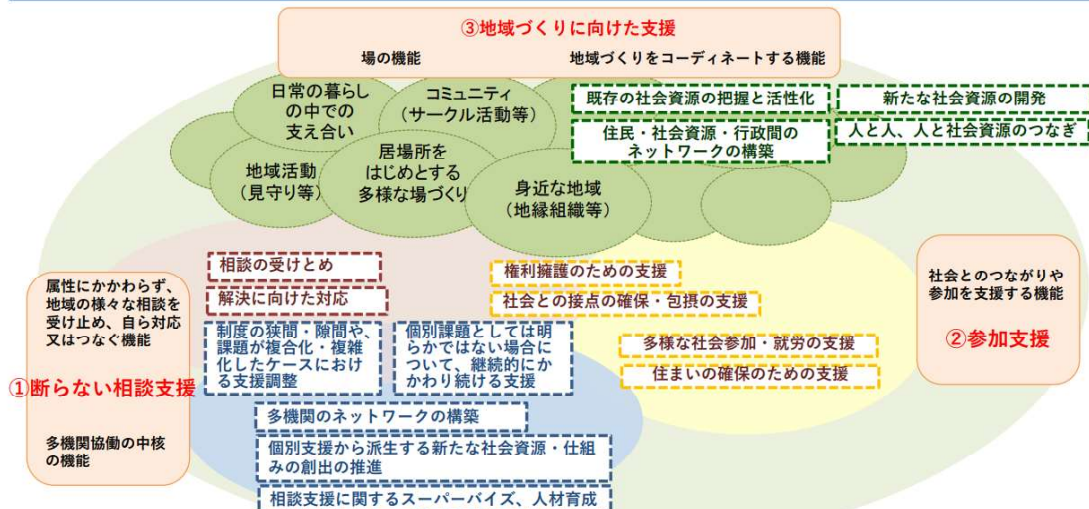 ③地域づくりに向けた支援
場の機能
地域づくりをコーディネートする機能
日常の暮らし
の中での
支え合い
コミュニティ
(サークル活動等)
既存の社会資源の把握と活性化
新たな社会資源の開発
住民・社会資源・行政間の
ネットワークの構築
人と人、人と社会資源のつなぎ
地域活動
(見守り等)
居場所を
はじめとする
多様な場づくり
身近な地域
(地縁組織等)
属性にかかわらず、
地域の様々な相談を
受け止め、自ら対応
又はつなぐ機能
①断らない相談支援
多機関協働の中核
の機能
相談の受けとめ
解決に向けた対応
制度の狭間・隙間や、
課題が複合化・複雑
化したケースにおけ
る支援調整
個別課題としては明
らかではない場合に
ついて、継続的にか
かわり続ける支援
多機関のネットワークの構築
個別支援から派生する新たな社会資源・仕組
みの創出の推進
相談支援に関するスーパーバイズ、人材育成
権利擁護のための支援
社会との接点の確保・包摂の支援
多様な社会参加・就労の支援
住まいの確保のための支援
社会とのつながりや
参加を支援する機能
②参加支援